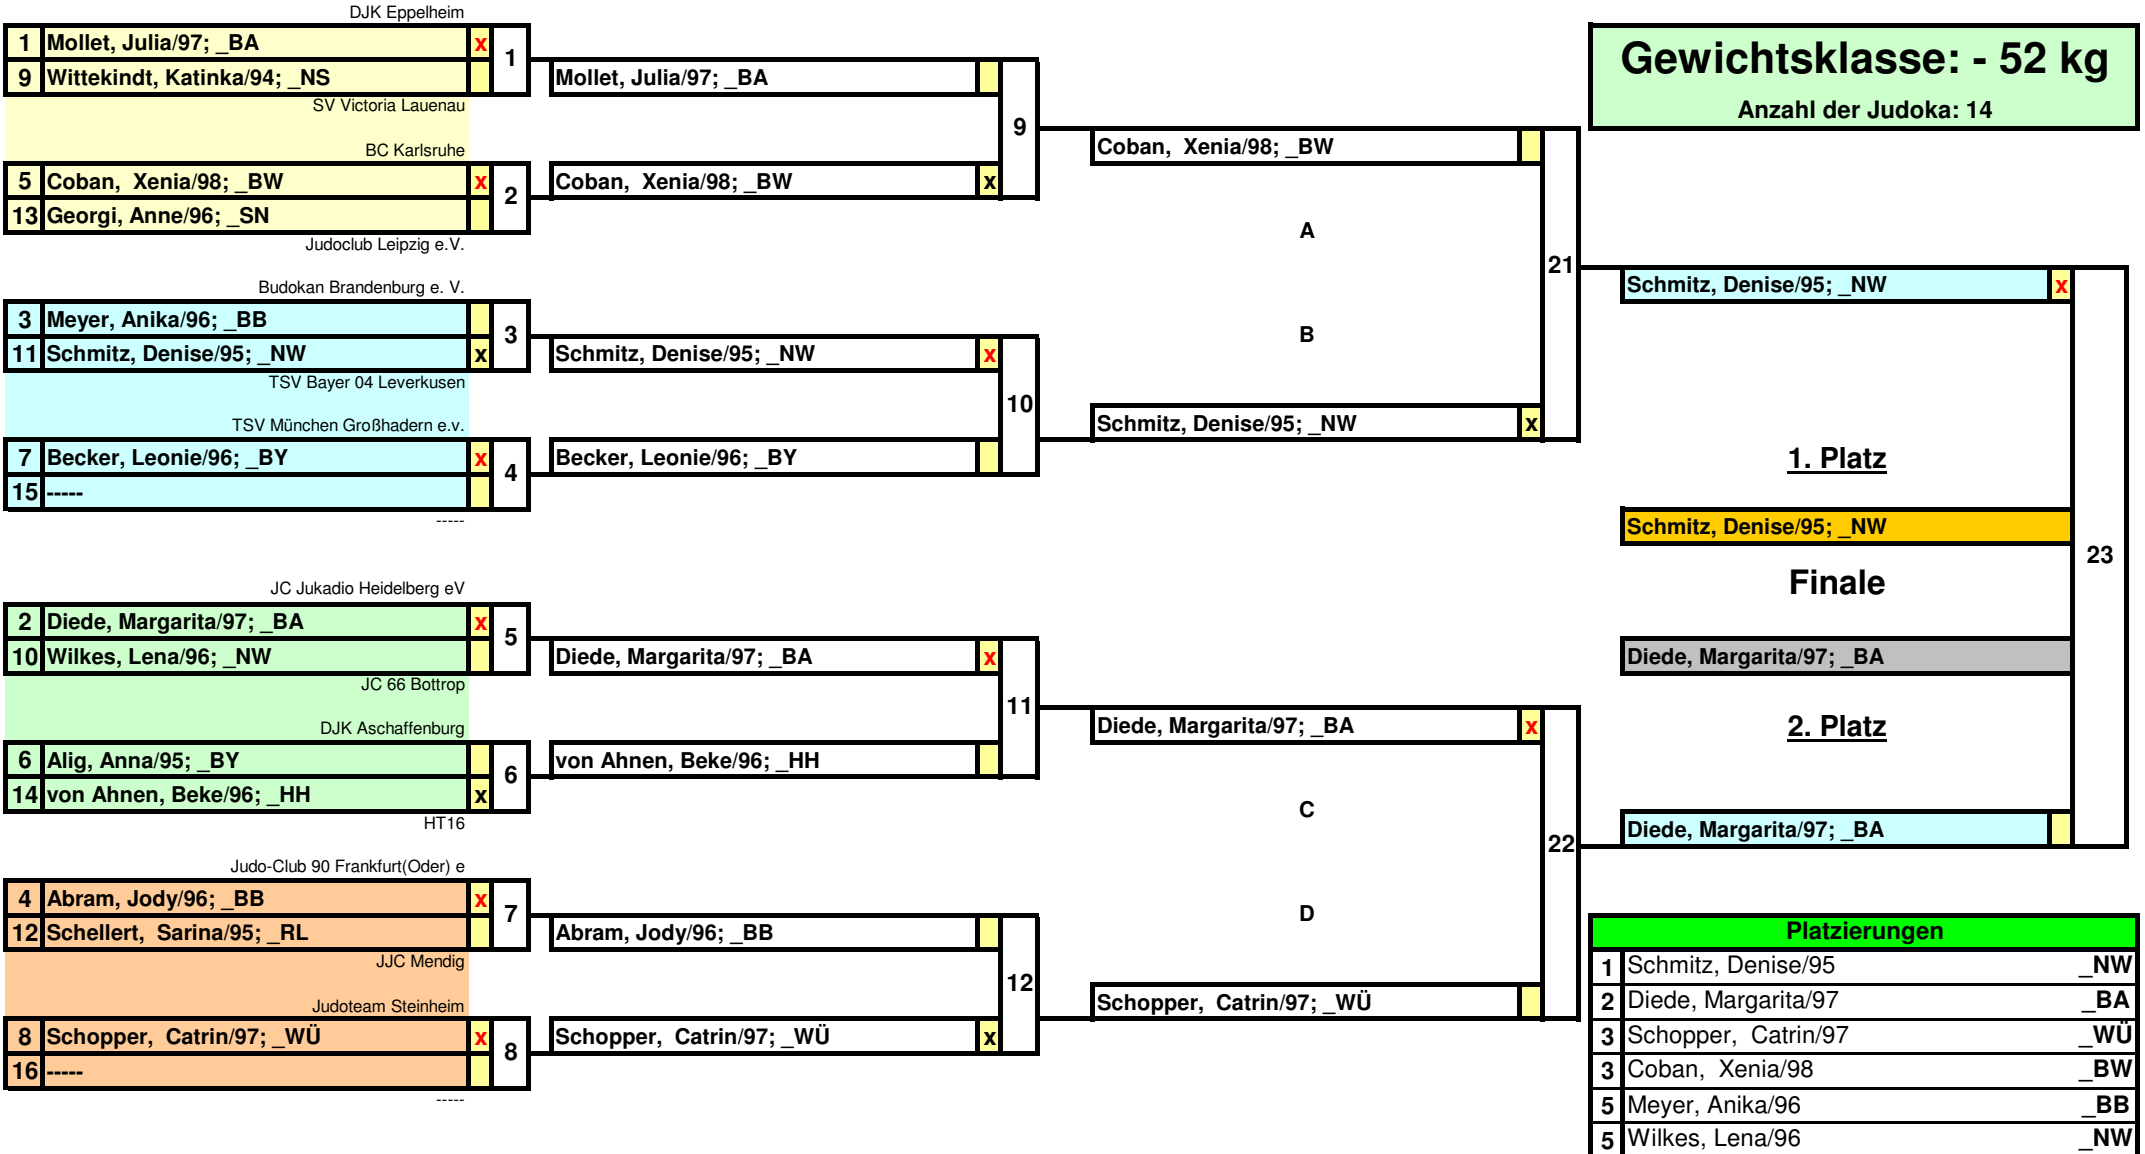 DJK Eppelheim
1 Mollet, Julia/97; _BA x
9 Wittekindt, Katinka/94; _NS
1
SV Victoria Lauenau
BC Karlsruhe
5 Coban,  Xenia/98; _BW x
13 Georgi, Anne/96; _SN
2
Judoclub Leipzig e.V.
Budokan Brandenburg e. V.
3 Meyer, Anika/96; _BB
11 Schmitz, Denise/95; _NW x
3
TSV Bayer 04 Leverkusen
TSV München Großhadern e.v.
7 Becker, Leonie/96; _BY x
15 -----
4
-----
JC Jukadio Heidelberg eV
2 Diede, Margarita/97; _BA x
10 Wilkes, Lena/96; _NW
5
JC 66 Bottrop
DJK Aschaffenburg
6 Alig, Anna/95; _BY
14 von Ahnen, Beke/96; _HH x
6
HT16
Judo-Club 90 Frankfurt(Oder) e
4 Abram, Jody/96; _BB x
12 Schellert,  Sarina/95; _RL
7
JJC Mendig
Judoteam Steinheim
8 Schopper,  Catrin/97; _WÜ x
16 -----
8
-----
Mollet, Julia/97; _BA
9
Coban,  Xenia/98; _BW x
Schmitz, Denise/95; _NW x
10
Becker, Leonie/96; _BY
Diede, Margarita/97; _BA x
11
von Ahnen, Beke/96; _HH
Abram, Jody/96; _BB
12
Schopper,  Catrin/97; _WÜ x
Coban,  Xenia/98; _BW
A
21
B
Schmitz, Denise/95; _NW x
Diede, Margarita/97; _BA x
C
22
D
Schopper,  Catrin/97; _WÜ
Gewichtsklasse: - 52 kg
Anzahl der Judoka: 14
Schmitz, Denise/95; _NW x
1. Platz
Schmitz, Denise/95; _NW
23
Finale
Diede, Margarita/97; _BA
2. Platz
Diede, Margarita/97; _BA
Platzierungen
1 Schmitz, Denise/95 _NW
2 Diede, Margarita/97 _BA
3 Schopper,  Catrin/97 _WÜ
3 Coban,  Xenia/98 _BW
5 Meyer, Anika/96 _BB
5 Wilkes, Lena/96 _NW